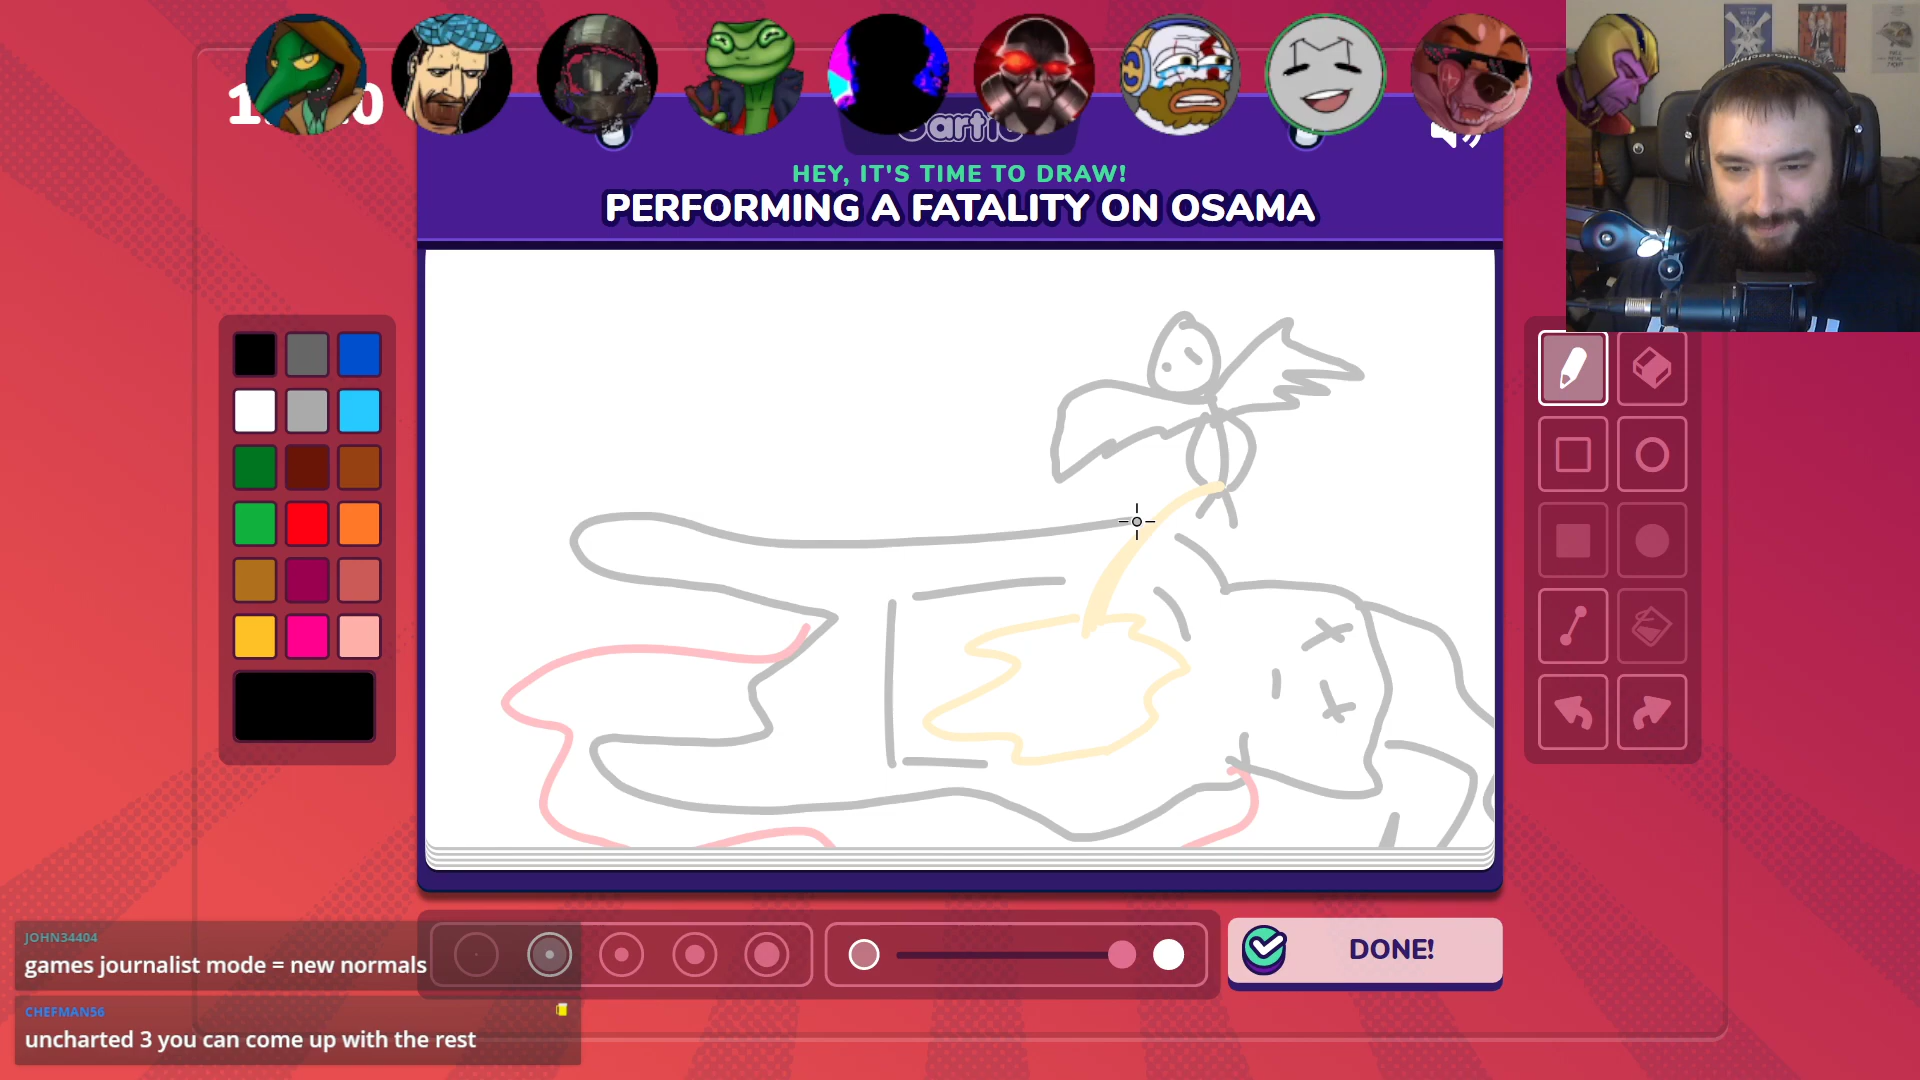 HEY, IT'S TIME TO DRAW!
PERFORMING A FATALITY ON OSAMA
DONE!
JOHN34404
games journalist mode = new normals
CHEFMAN56
uncharted 3 you can come up with the rest